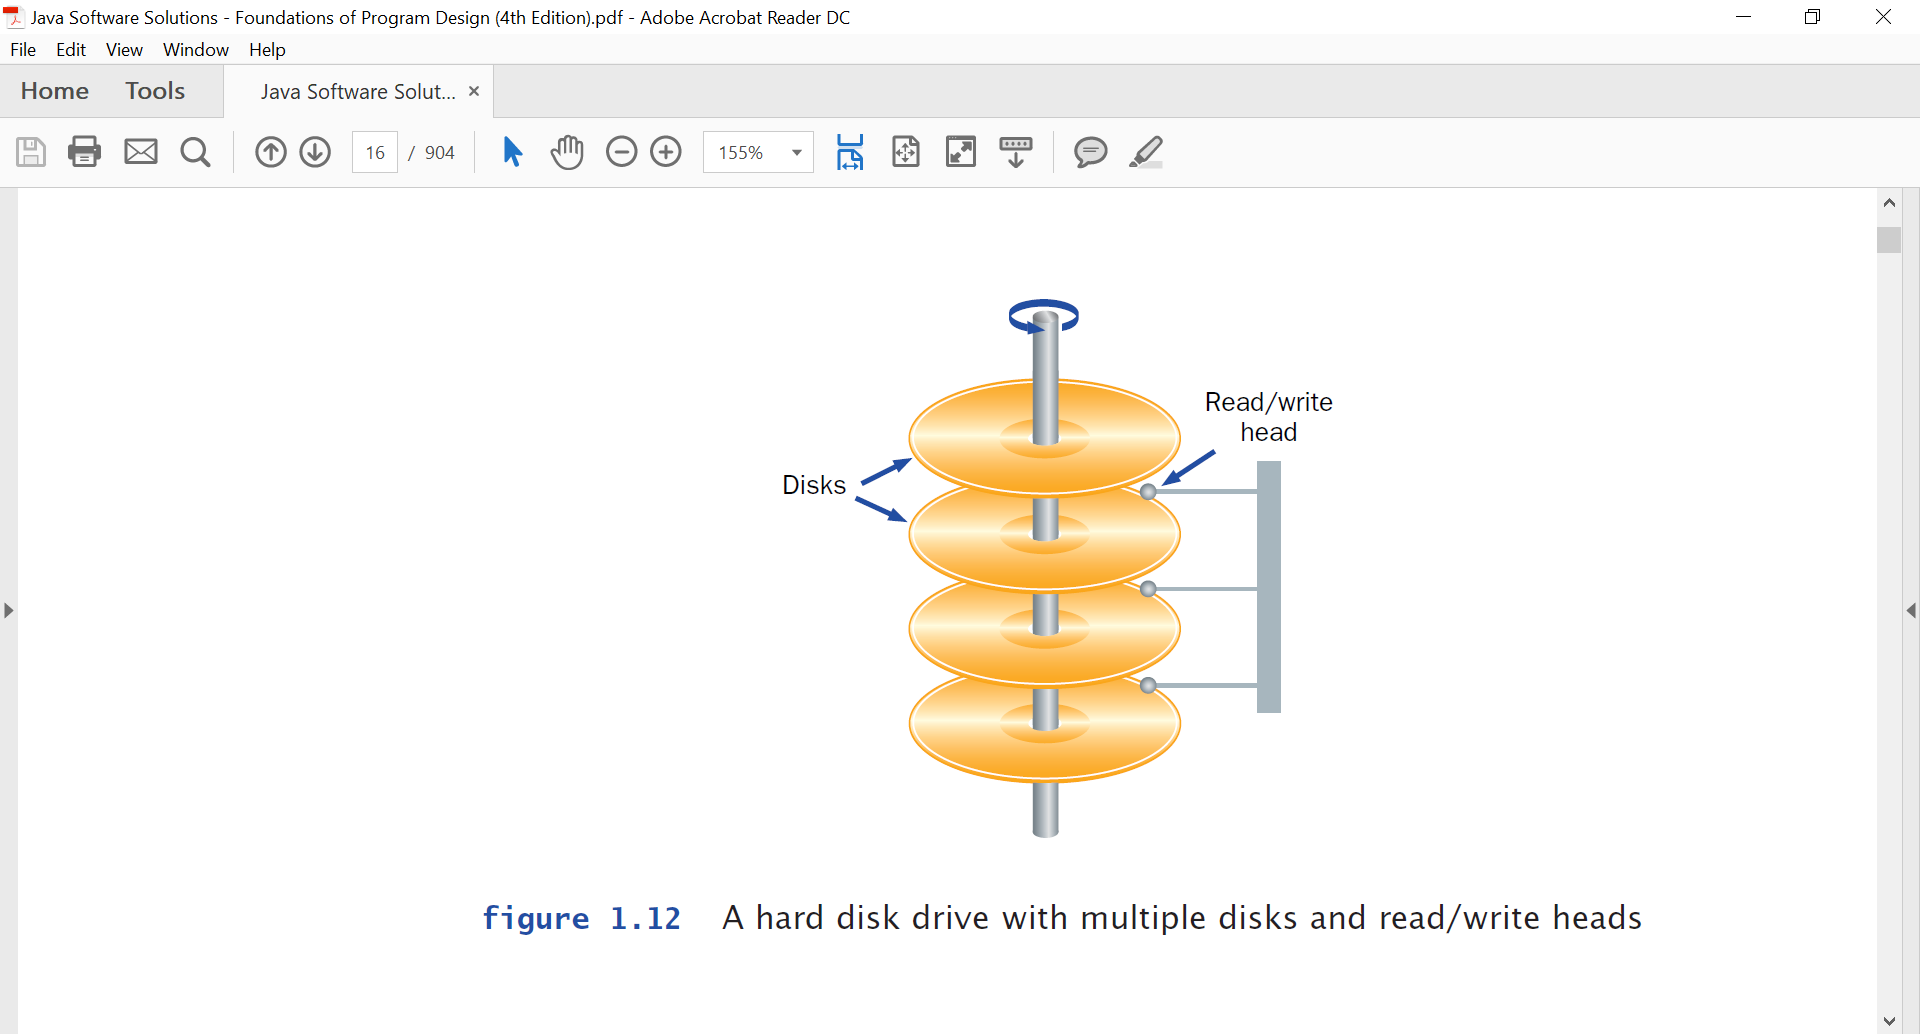 Java Software Solutions - Foundations of Program Design (4th Edition).pdf - Adobe Acrobat Reader DC
File Edit View Window Help
Home Tools Java Software Solut... ×
16 / 904 155%
Read/write
head
Disks
figure 1.12 A hard disk drive with multiple disks and read/write heads